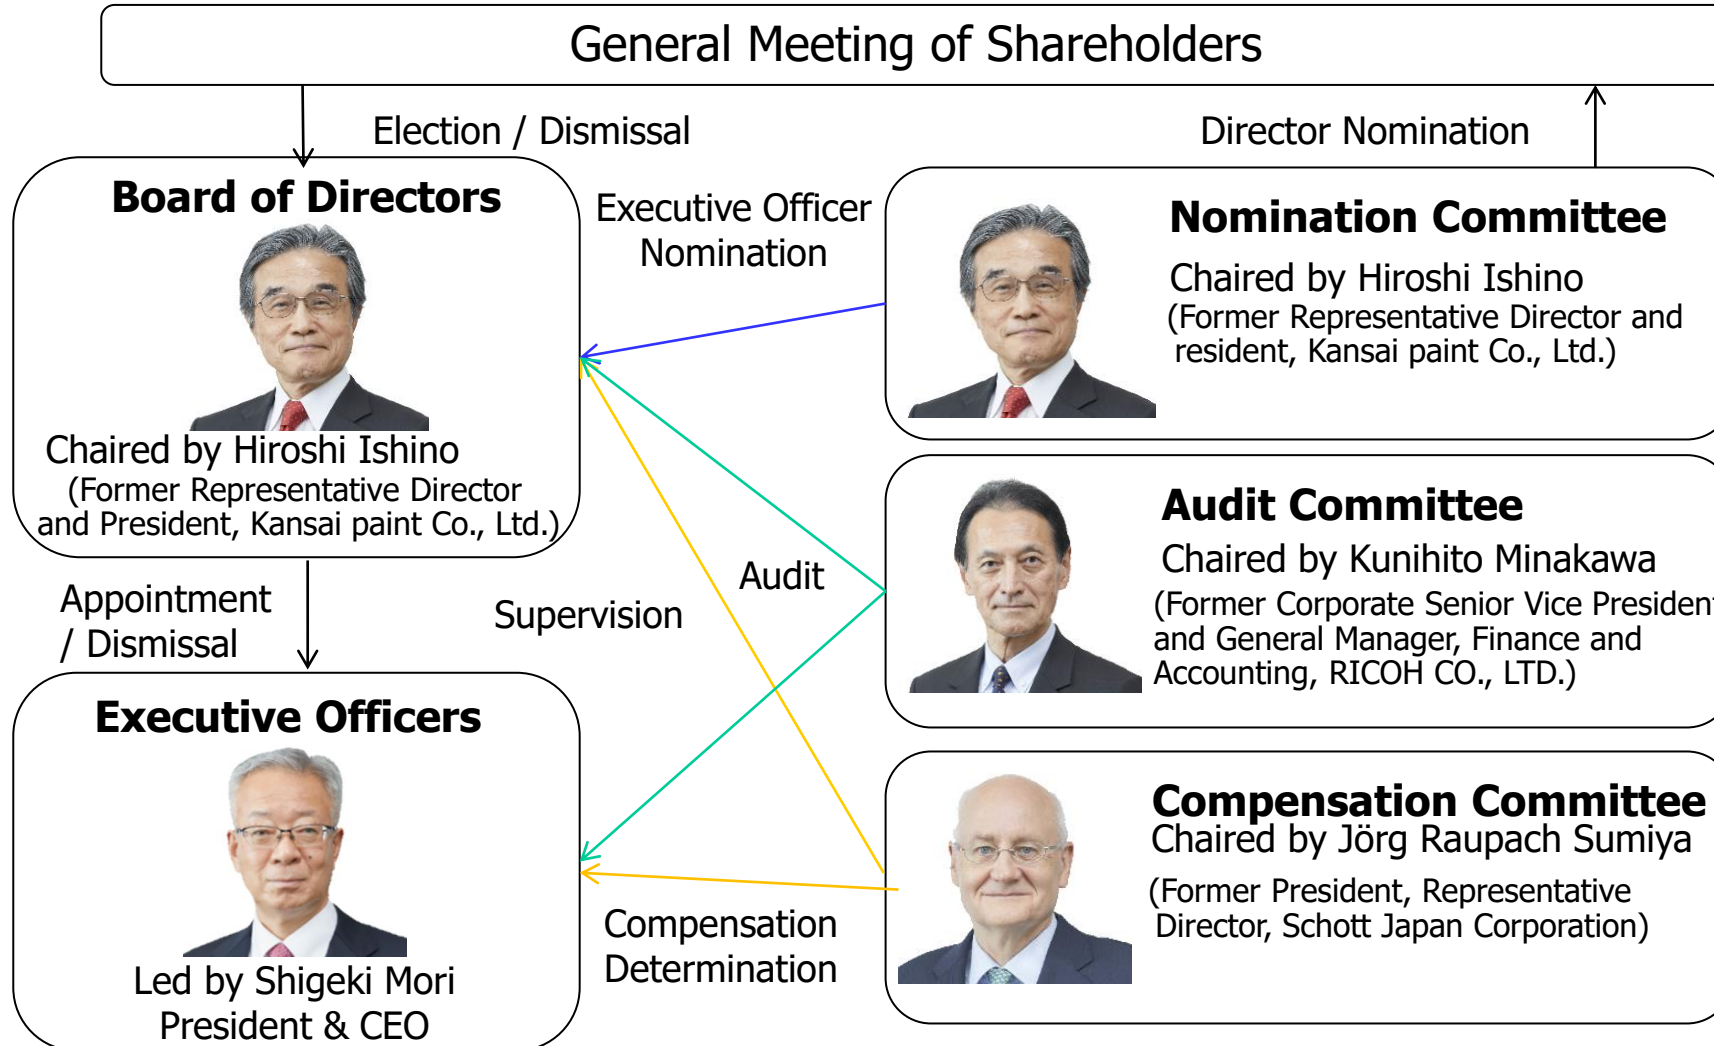 General Meeting of Shareholders
Election / Dismissal
Director Nomination
Board of Directors
Chaired by Hiroshi Ishino
(Former Representative Director
and President, Kansai paint Co., Ltd.)
Executive Officer
Nomination
Nomination Committee
Chaired by Hiroshi Ishino
(Former Representative Director and
resident, Kansai paint Co., Ltd.)
Audit Committee
Chaired by Kunihito Minakawa
(Former Corporate Senior Vice President
and General Manager, Finance and
Accounting, RICOH CO., LTD.)
Audit
Supervision
Appointment
/ Dismissal
Executive Officers
Led by Shigeki Mori
President & CEO
Compensation
Determination
Compensation Committee
Chaired by Jörg Raupach Sumiya
(Former President, Representative
Director, Schott Japan Corporation)